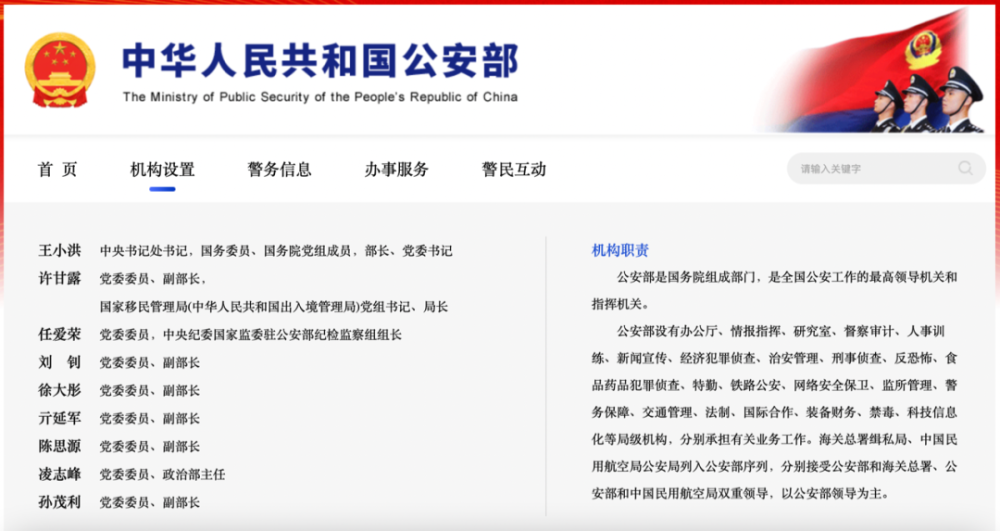 中华人民共和国公安部
The Ministry of Public Security of the People's Republic of China
首 页 机构设置 警务信息 办事服务 警民互动 请输入关键字
王小洪 中央书记处书记，国务委员、国务院党组成员，部长、党委书记
许甘露 党委委员、副部长，
国家移民管理局(中华人民共和国出入境管理局)党组书记、局长
任爱荣 党委委员，中央纪委国家监委驻公安部纪检监察组组长
刘 钊 党委委员、副部长
徐大彤 党委委员、副部长
亓延军 党委委员、副部长
陈思源 党委委员、副部长
凌志峰 党委委员、政治部主任
孙茂利 党委委员、副部长
机构职责
公安部是国务院组成部门，是全国公安工作的最高领导机关和
指挥机关。
公安部设有办公厅、情报指挥、研究室、督察审计、人事训
练、新闻宣传、经济犯罪侦查、治安管理、刑事侦查、反恐怖、食
品药品犯罪侦查、特勤、铁路公安、网络安全保卫、监所管理、警
务保障、交通管理、法制、国际合作、装备财务、禁毒、科技信息
化等局级机构，分别承担有关业务工作。海关总署缉私局、中国民
用航空局公安局列入公安部序列，分别接受公安部和海关总署、公
安部和中国民用航空局双重领导，以公安部领导为主。